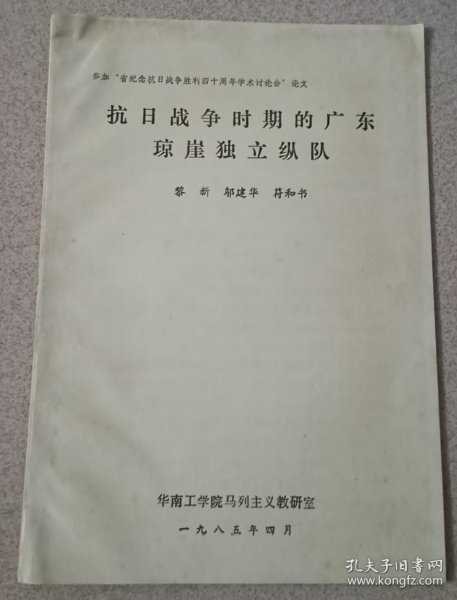 参加“省纪念抗日战争胜利四十周年学术讨论会”论文
抗日战争时期的广东
琼崖独立纵队
黎 新 邬建华 符和书
华南工学院马列主义教研室
一九八五年四月
孔夫子旧书网
www.kongfz.com